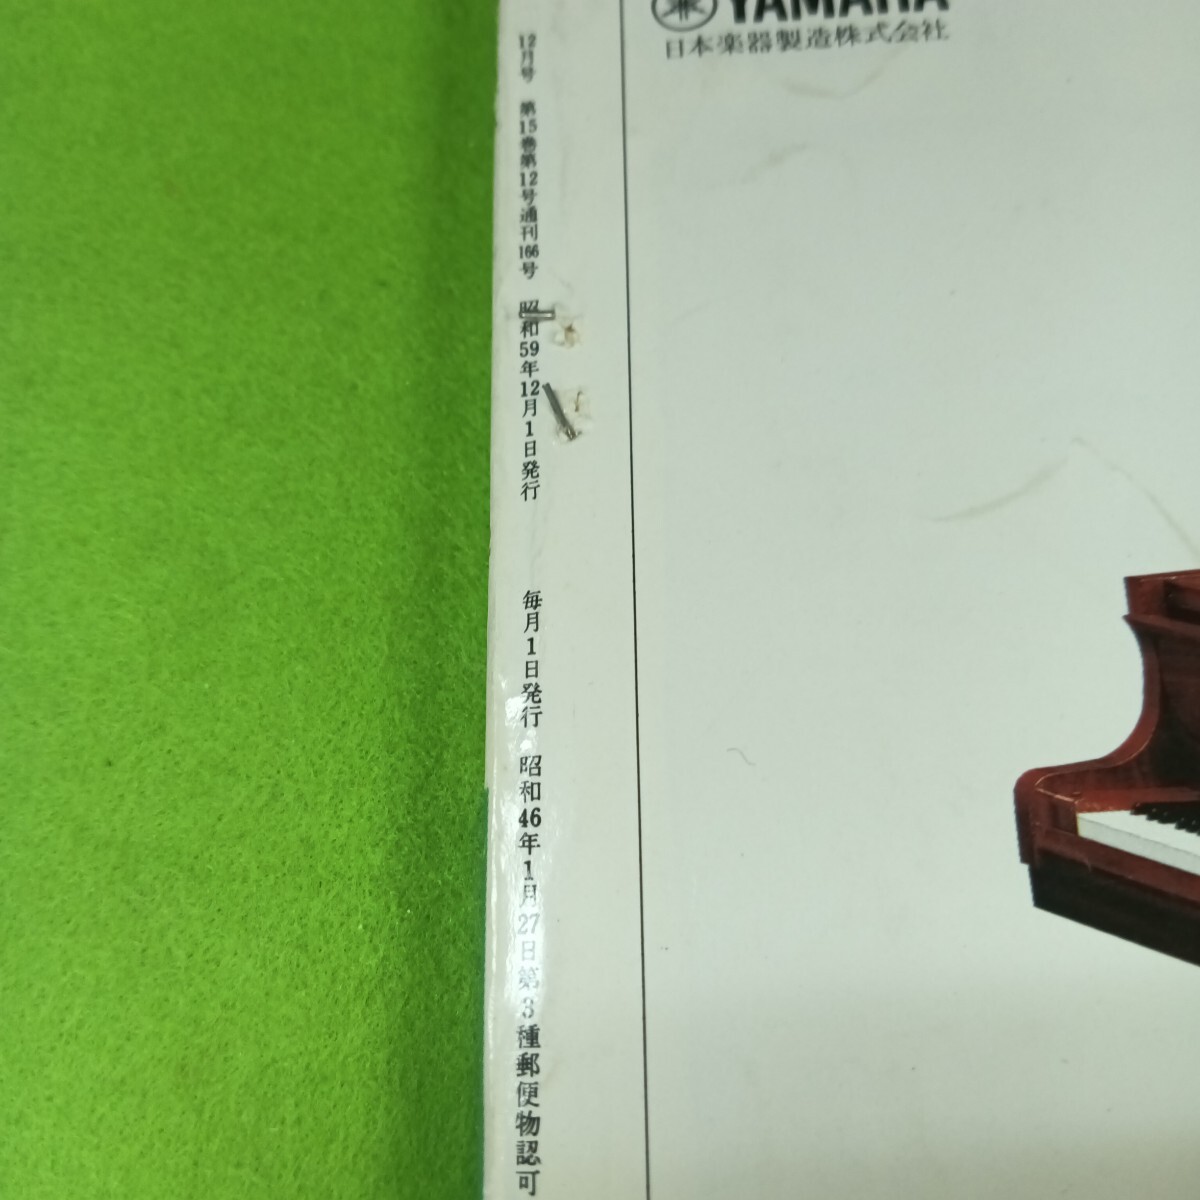 YAMAHA
日本楽器製造株式会社
12月号 第15巻第12号通刊166号 昭和59年12月1日発行
毎月1日発行 昭和46年1月27日第3種郵便物認可